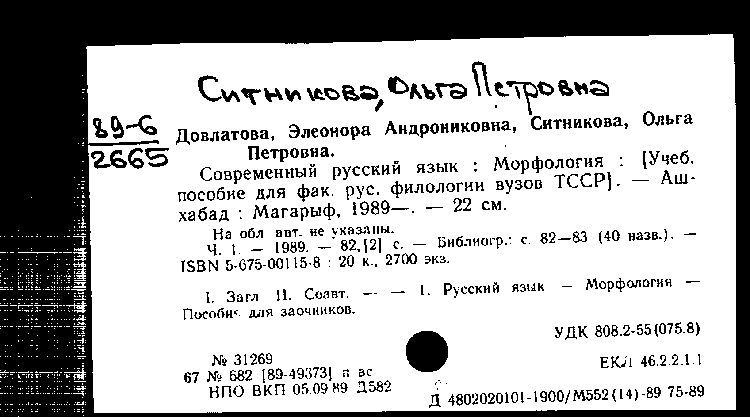 Ситникова, Ольга Петровна
89-6
2665
Довлатова, Элеонора Андрониковна, Ситникова, Ольга
Петровна.
Современный русский язык : Морфология : [Учеб.
пособие для фак. рус. филологии вузов ТССР]. — Аш-
хабад : Магарыф, 1989—. — 22 см.
На обл авт. не указаны.
Ч. 1. — 1989. — 82,[2] с. — Библиогр.: с. 82—83 (40 назв.). —
ISBN 5-675-00115-8 : 20 к., 2700 экз.
I. Загл II. Соавт. — — 1. Русский язык — Морфология —
Пособия для заочников.
УДК 808.2-55(075.8)
№ 31269
67 № 682 [89-49373] п вс
НПО ВКП 05.09 89 Д582
ЕКЛ 46.2.2.1.1
Д 4802020101-1900/М552(14)-89 75-89